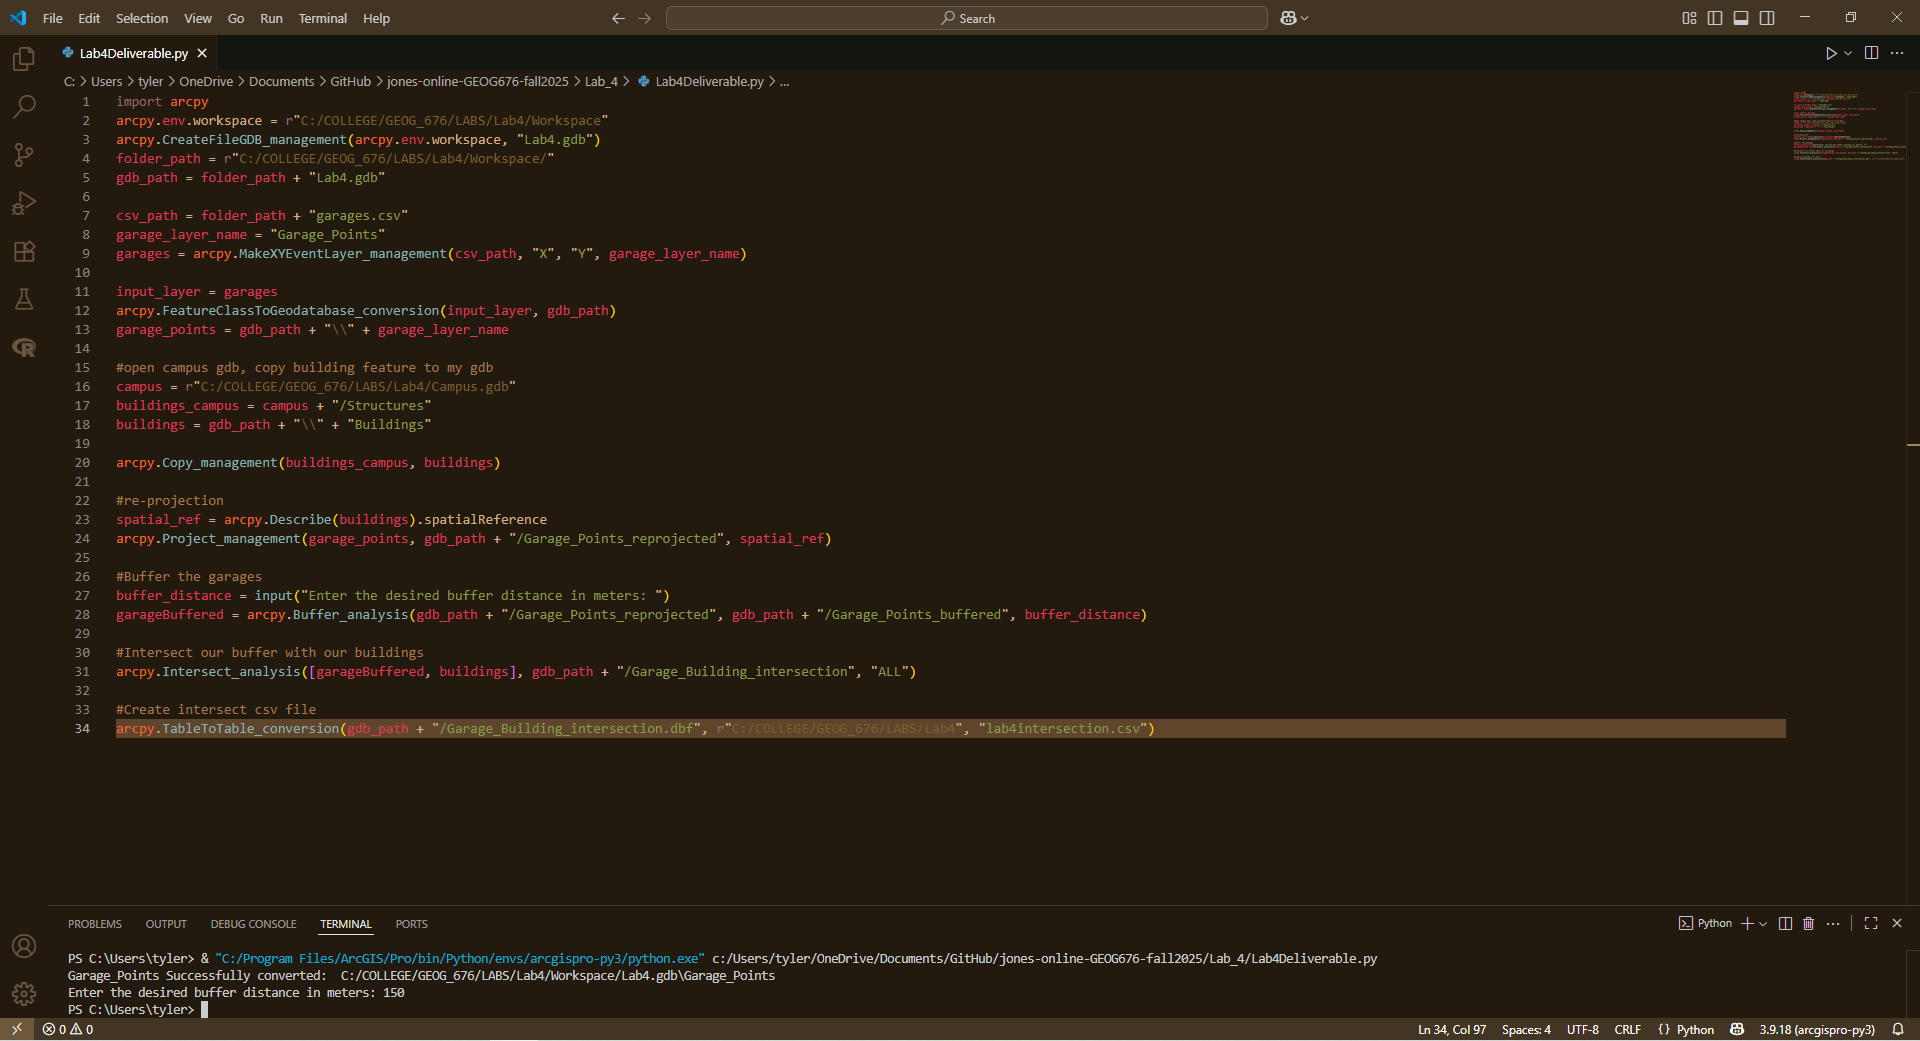 File Edit Selection View Go Run Terminal Help
Search
Lab4Deliverable.py
C: > Users > tyler > OneDrive > Documents > GitHub > jones-online-GEOG676-fall2025 > Lab_4 > Lab4Deliverable.py > ...
1 import arcpy
2 arcpy.env.workspace = r"C:/COLLEGE/GEOG_676/LABS/Lab4/Workspace"
3 arcpy.CreateFileGDB_management(arcpy.env.workspace, "Lab4.gdb")
4 folder_path = r"C:/COLLEGE/GEOG_676/LABS/Lab4/Workspace/"
5 gdb_path = folder_path + "Lab4.gdb"
6
7 csv_path = folder_path + "garages.csv"
8 garage_layer_name = "Garage_Points"
9 garages = arcpy.MakeXYEventLayer_management(csv_path, "X", "Y", garage_layer_name)
10
11 input_layer = garages
12 arcpy.FeatureClassToGeodatabase_conversion(input_layer, gdb_path)
13 garage_points = gdb_path + "\\" + garage_layer_name
14
15 #open campus gdb, copy building feature to my gdb
16 campus = r"C:/COLLEGE/GEOG_676/LABS/Lab4/Campus.gdb"
17 buildings_campus = campus + "/Structures"
18 buildings = gdb_path + "\\" + "Buildings"
19
20 arcpy.Copy_management(buildings_campus, buildings)
21
22 #re-projection
23 spatial_ref = arcpy.Describe(buildings).spatialReference
24 arcpy.Project_management(garage_points, gdb_path + "/Garage_Points_reprojected", spatial_ref)
25
26 #Buffer the garages
27 buffer_distance = input("Enter the desired buffer distance in meters: ")
28 garageBuffered = arcpy.Buffer_analysis(gdb_path + "/Garage_Points_reprojected", gdb_path + "/Garage_Points_buffered", buffer_distance)
29
30 #Intersect our buffer with our buildings
31 arcpy.Intersect_analysis([garageBuffered, buildings], gdb_path + "/Garage_Building_intersection", "ALL")
32
33 #Create intersect csv file
34 arcpy.TableToTable_conversion(gdb_path + "/Garage_Building_intersection.dbf", r"C:/COLLEGE/GEOG_676/LABS/Lab4", "lab4intersection.csv")
PROBLEMS OUTPUT DEBUG CONSOLE TERMINAL PORTS
Python
PS C:\Users\tyler> & "C:/Program Files/ArcGIS/Pro/bin/Python/envs/arcgispro-py3/python.exe" c:/Users/tyler/OneDrive/Documents/GitHub/jones-online-GEOG676-fall2025/Lab_4/Lab4Deliverable.py
Garage_Points Successfully converted:  C:/COLLEGE/GEOG_676/LABS/Lab4/Workspace/Lab4.gdb\Garage_Points
Enter the desired buffer distance in meters: 150
PS C:\Users\tyler>
0 0 Ln 34, Col 97 Spaces: 4 UTF-8 CRLF {} Python 3.9.18 (arcgispro-py3)